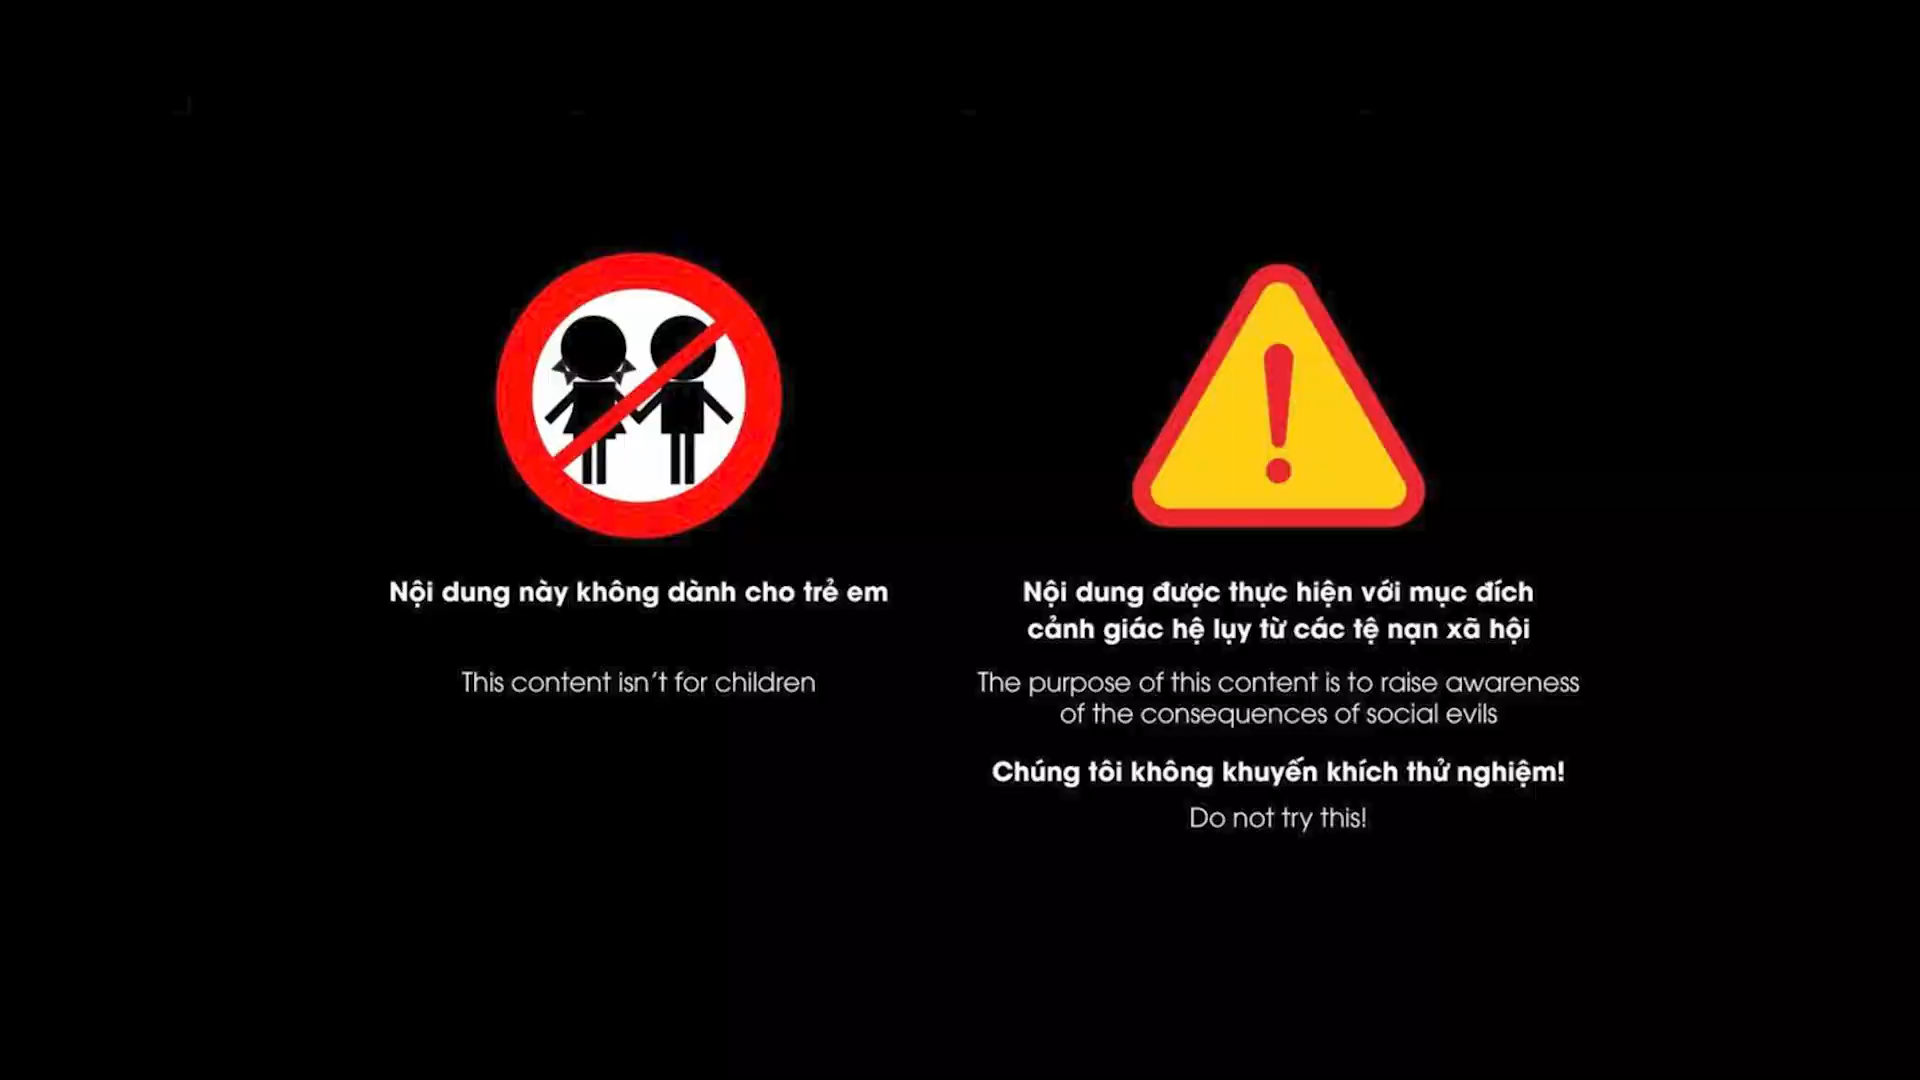 Nội dung này không dành cho trẻ em
This content isn't for children
Nội dung được thực hiện với mục đích
cảnh giác hệ lụy từ các tệ nạn xã hội
The purpose of this content is to raise awareness
of the consequences of social evils
Chúng tôi không khuyến khích thử nghiệm!
Do not try this!